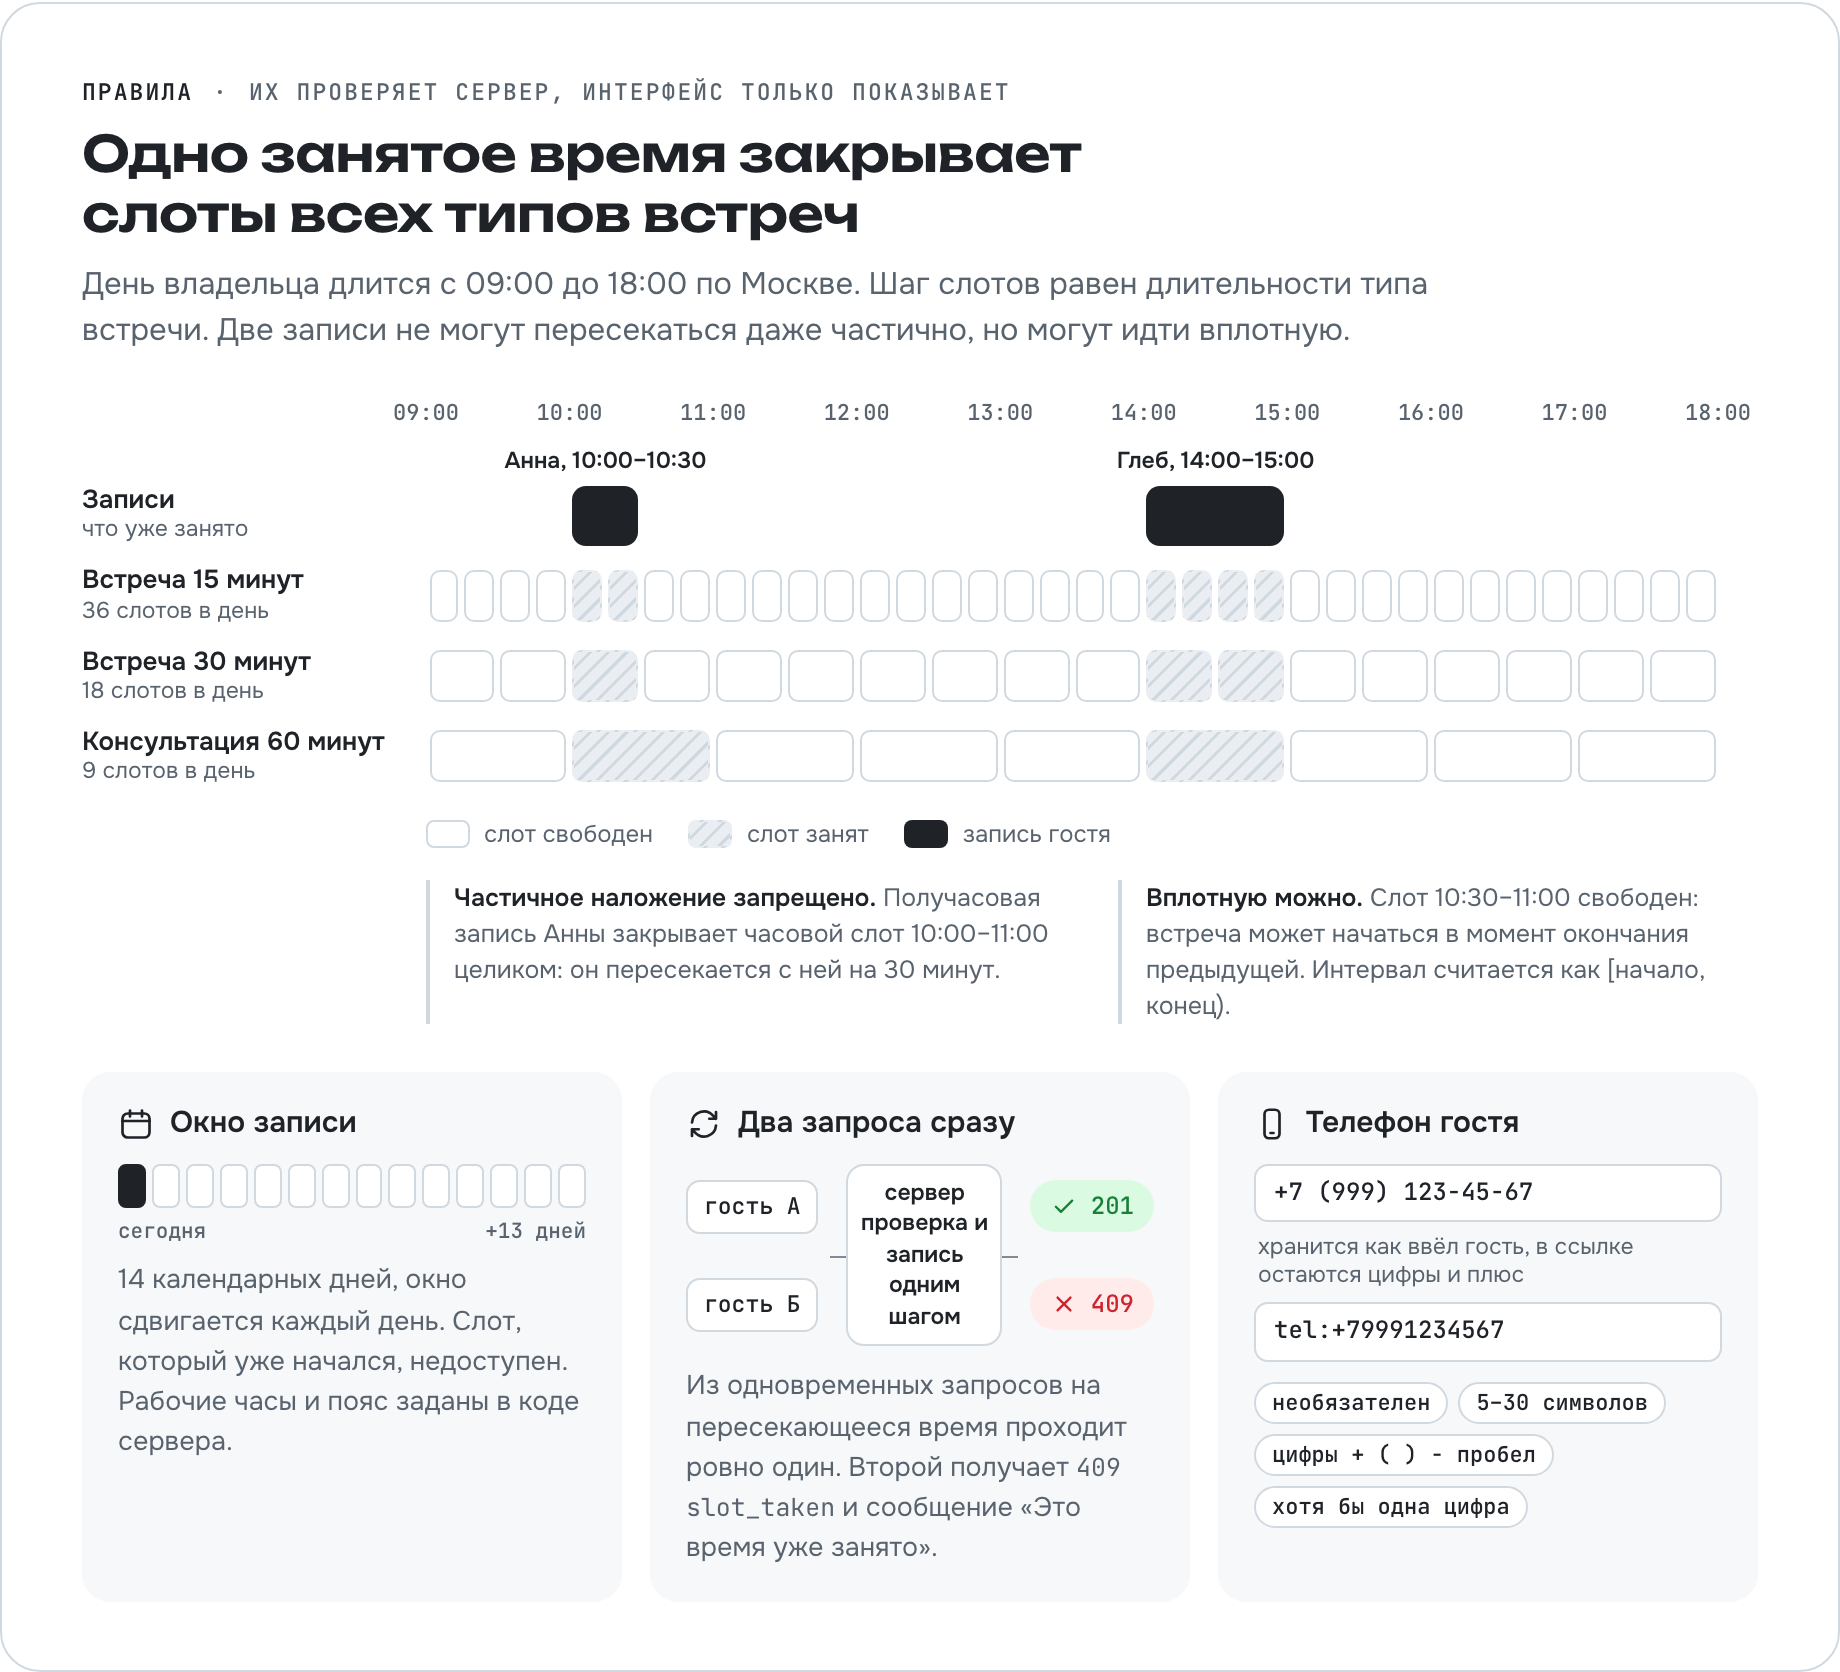 ПРАВИЛА · ИХ ПРОВЕРЯЕТ СЕРВЕР, ИНТЕРФЕЙС ТОЛЬКО ПОКАЗЫВАЕТ
Одно занятое время закрывает
слоты всех типов встреч
День владельца длится с 09:00 до 18:00 по Москве. Шаг слотов равен длительности типа
встречи. Две записи не могут пересекаться даже частично, но могут идти вплотную.
09:00 10:00 11:00 12:00 13:00 14:00 15:00 16:00 17:00 18:00
Анна, 10:00–10:30 Глеб, 14:00–15:00
Записи
что уже занято
Встреча 15 минут
36 слотов в день
Встреча 30 минут
18 слотов в день
Консультация 60 минут
9 слотов в день
слот свободен слот занят запись гостя
Частичное наложение запрещено. Получасовая
запись Анны закрывает часовой слот 10:00–11:00
целиком: он пересекается с ней на 30 минут.
Вплотную можно. Слот 10:30–11:00 свободен:
встреча может начаться в момент окончания
предыдущей. Интервал считается как [начало,
конец).
Окно записи
сегодня +13 дней
14 календарных дней, окно
сдвигается каждый день. Слот,
который уже начался, недоступен.
Рабочие часы и пояс заданы в коде
сервера.
Два запроса сразу
гость А
гость Б
сервер
проверка и
запись
одним
шагом
201
409
Из одновременных запросов на
пересекающееся время проходит
ровно один. Второй получает 409
slot_taken и сообщение «Это
время уже занято».
Телефон гостя
+7 (999) 123-45-67
хранится как ввёл гость, в ссылке
остаются цифры и плюс
tel:+79991234567
необязателен 5–30 символов
цифры + ( ) - пробел
хотя бы одна цифра